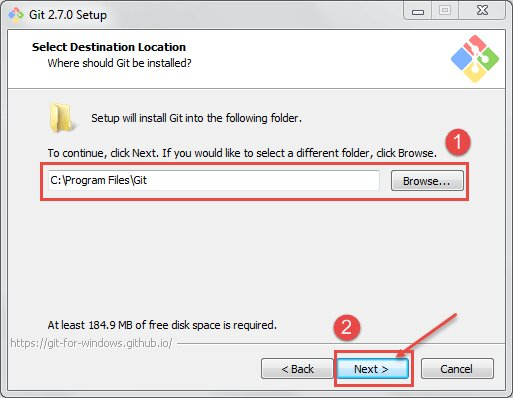 Git 2.7.0 Setup
Select Destination Location
Where should Git be installed?
Setup will install Git into the following folder.
1
To continue, click Next. If you would like to select a different folder, click Browse.
C:\Program Files\Git
Browse...
At least 184.9 MB of free disk space is required.
2
https://git-for-windows.github.io/
< Back
Next >
Cancel